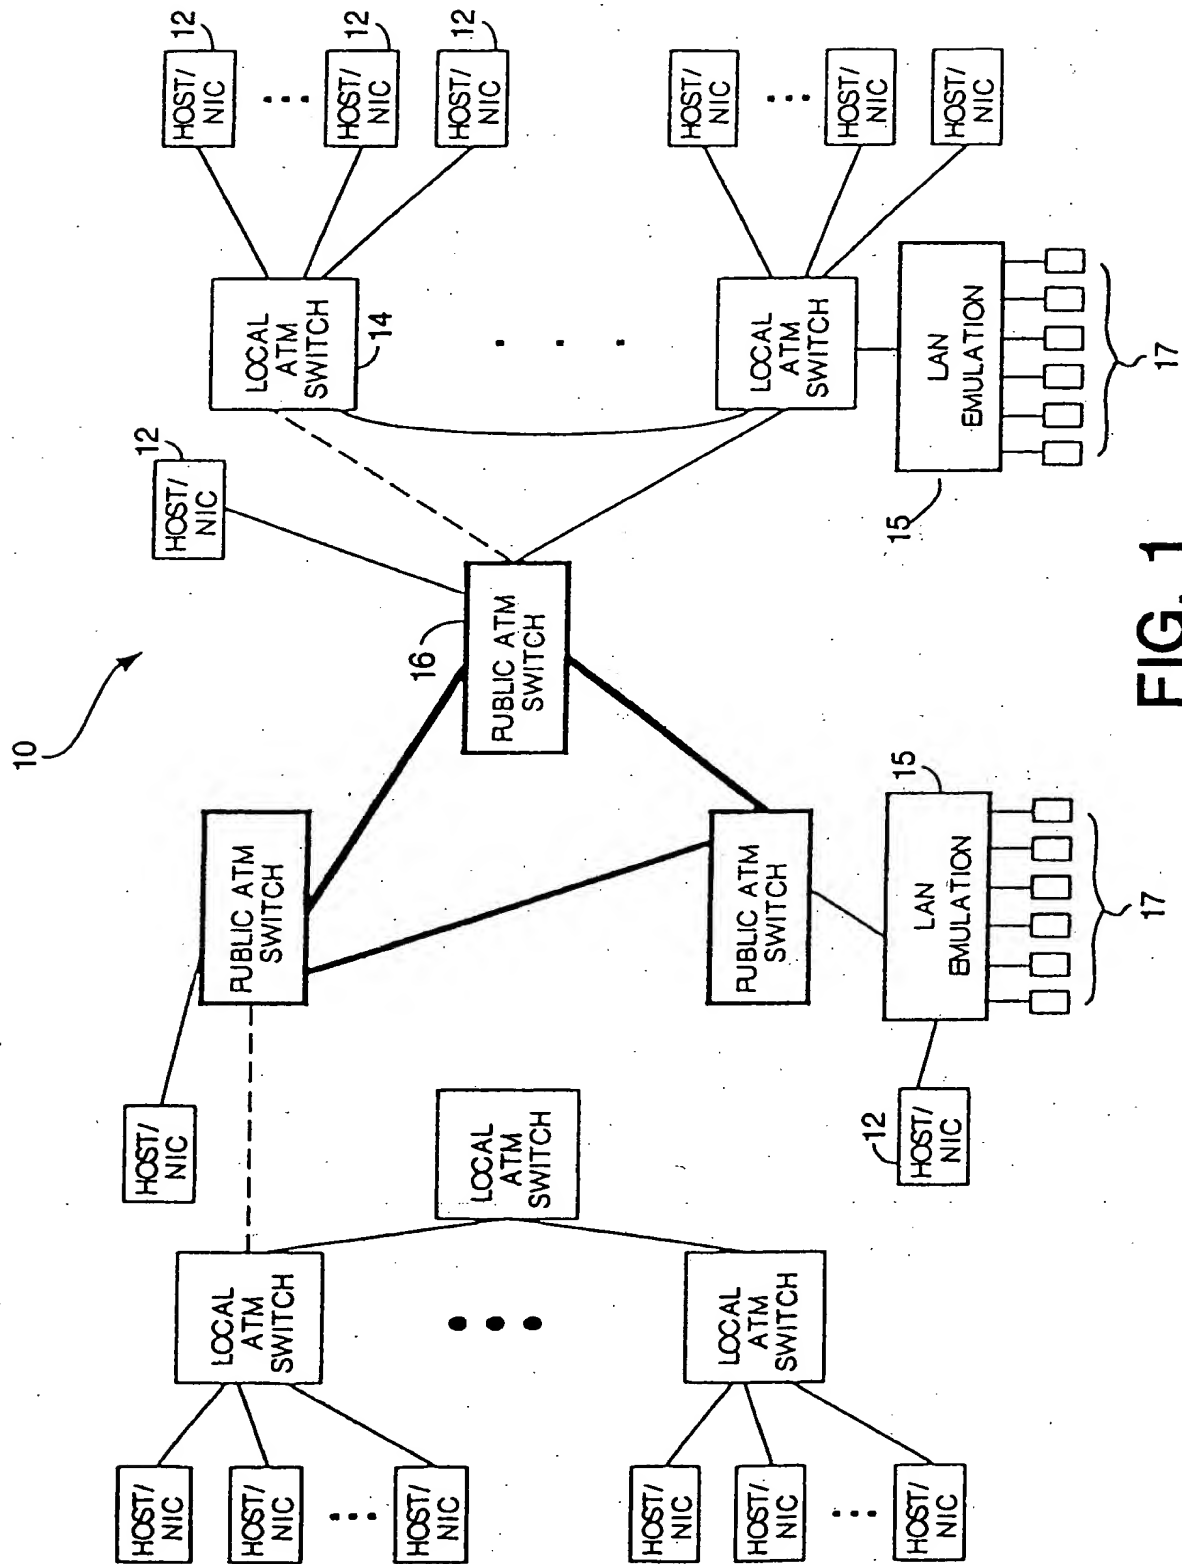 10
HOST/
NIC
HOST/
NIC
HOST/
NIC
HOST/
NIC
HOST/
NIC
HOST/
NIC
LOCAL
ATM
SWITCH
LOCAL
ATM
SWITCH
LOCAL
ATM
SWITCH
HOST/
NIC
12
HOST/
NIC
PUBLIC ATM
SWITCH
PUBLIC ATM
SWITCH
15
LAN
EMULATION
17
16
PUBLIC ATM
SWITCH
12
HOST/
NIC
LOCAL
ATM
SWITCH
14
LOCAL
ATM
SWITCH
15
LAN
EMULATION
17
12
HOST/
NIC
12
HOST/
NIC
12
HOST/
NIC
HOST/
NIC
HOST/
NIC
HOST/
NIC
FIG. 1